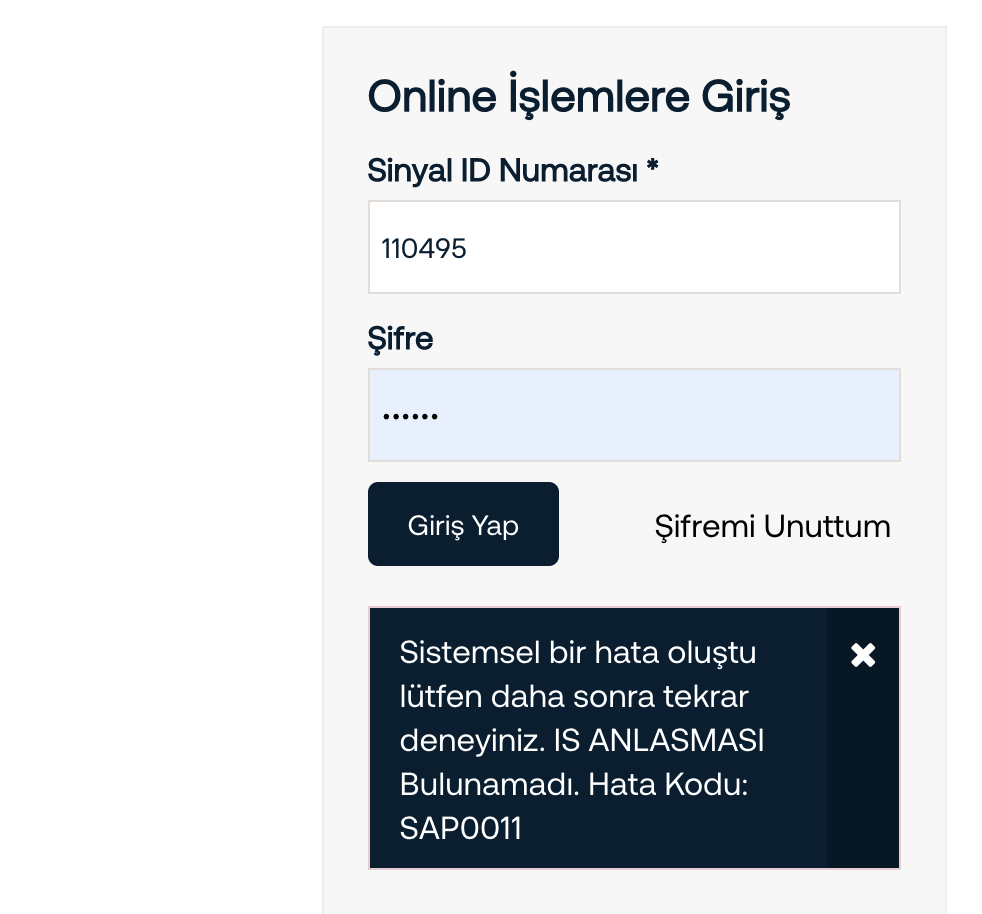 Online İşlemlere Giriş
Sinyal ID Numarası *
110495
Şifre
••••••
Giriş Yap
Şifremi Unuttum
Sistemsel bir hata oluştu
lütfen daha sonra tekrar
deneyiniz. IS ANLASMASI
Bulunamadı. Hata Kodu:
SAP0011